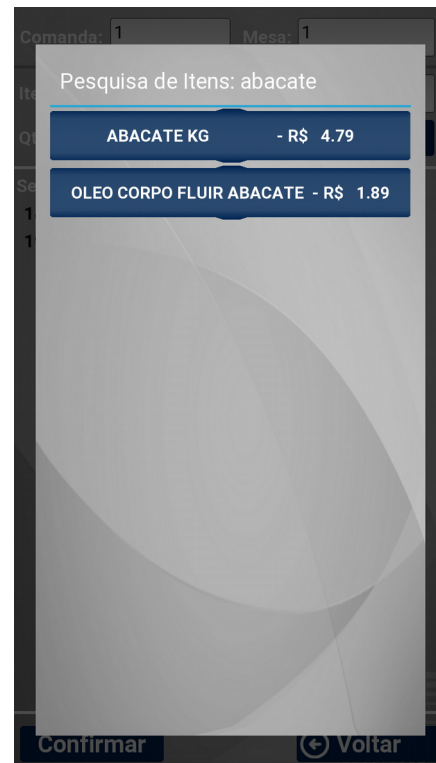 Comanda: 1 Mesa: 1
Pesquisa de Itens: abacate
ABACATE KG - R$ 4.79
OLEO CORPO FLUIR ABACATE - R$ 1.89
Confirmar Voltar